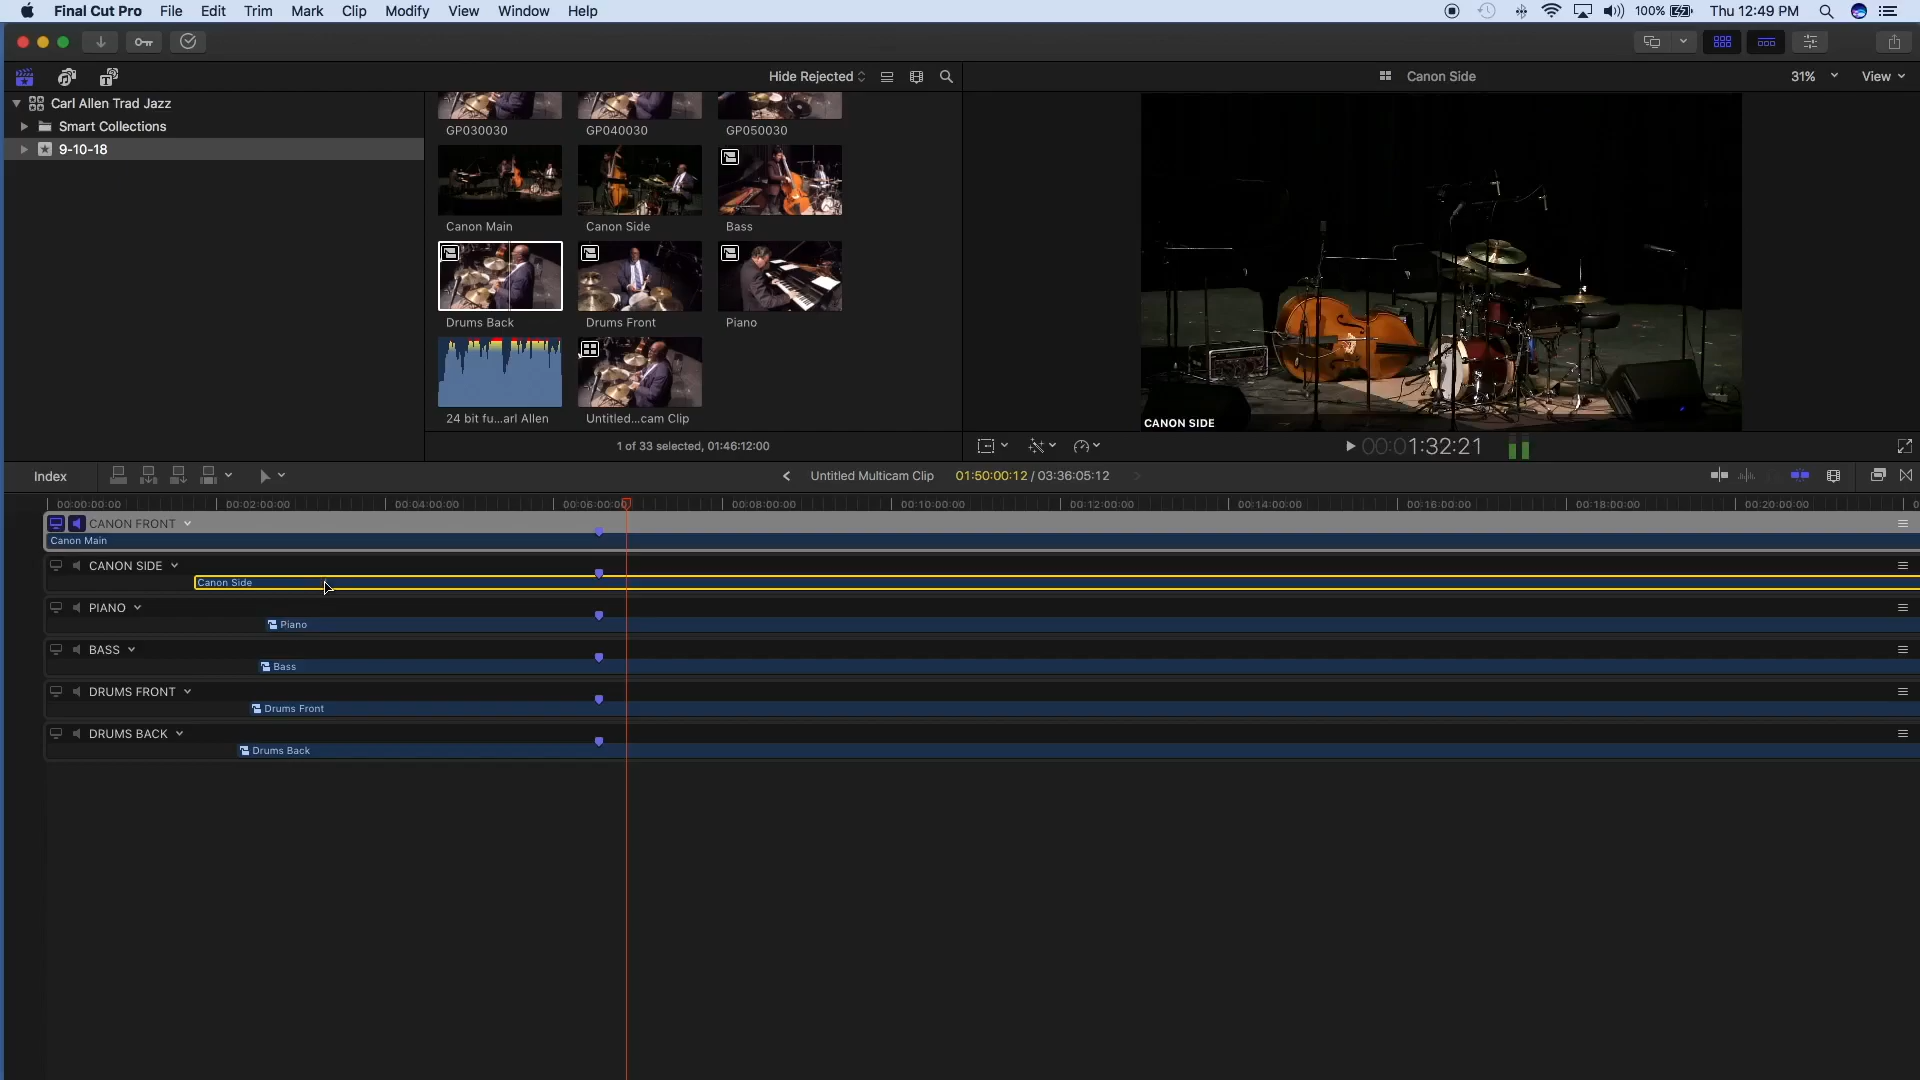 Final Cut Pro File Edit Trim Mark Clip Modify View Window Help 100% Thu 12:49 PM
Hide Rejected Canon Side 31% View
Carl Allen Trad Jazz
Smart Collections
9-10-18
GP030030 GP040030 GP050030
Canon Main Canon Side Bass
Drums Back Drums Front Piano
24 bit fu...arl Allen Untitled...cam Clip
CANON SIDE
1 of 33 selected, 01:46:12:00
00:01:32:21
Index Untitled Multicam Clip 01:50:00:12 / 03:36:05:12
00:00:00:00 00:02:00:00 00:04:00:00 00:06:00:00 00:08:00:00 00:10:00:00 00:12:00:00 00:14:00:00 00:16:00:00 00:18:00:00 00:20:00:00
CANON FRONT
Canon Main
CANON SIDE
Canon Side
PIANO
Piano
BASS
Bass
DRUMS FRONT
Drums Front
DRUMS BACK
Drums Back